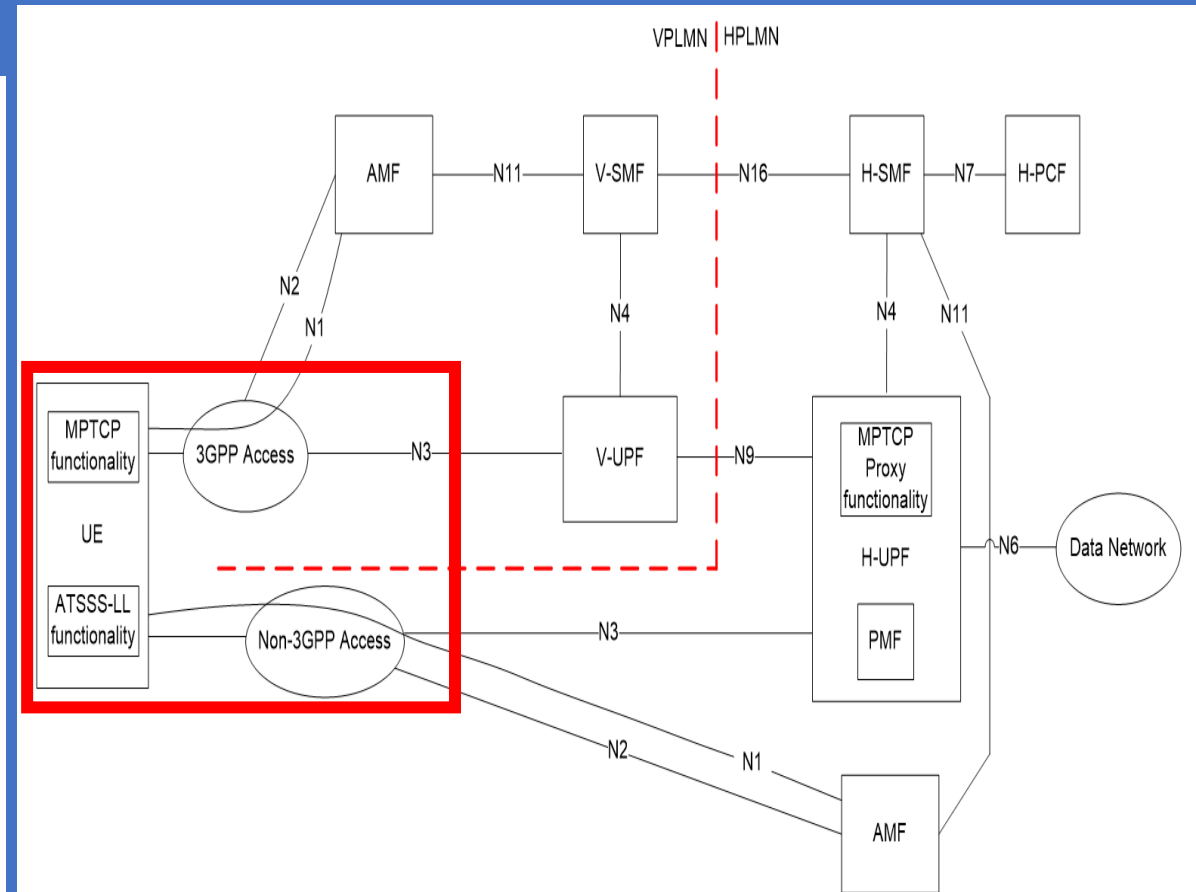 VPLMN HPLMN
AMF
N11
V-SMF
N16
H-SMF
N7
H-PCF
N2
N1
N4
N4
N11
MPTCP
functionality
3GPP Access
N3
V-UPF
N9
MPTCP
Proxy
functionality
UE
H-UPF
N6
Data Network
ATSSS-LL
functionality
Non-3GPP Access
N3
PMF
N2
N1
AMF